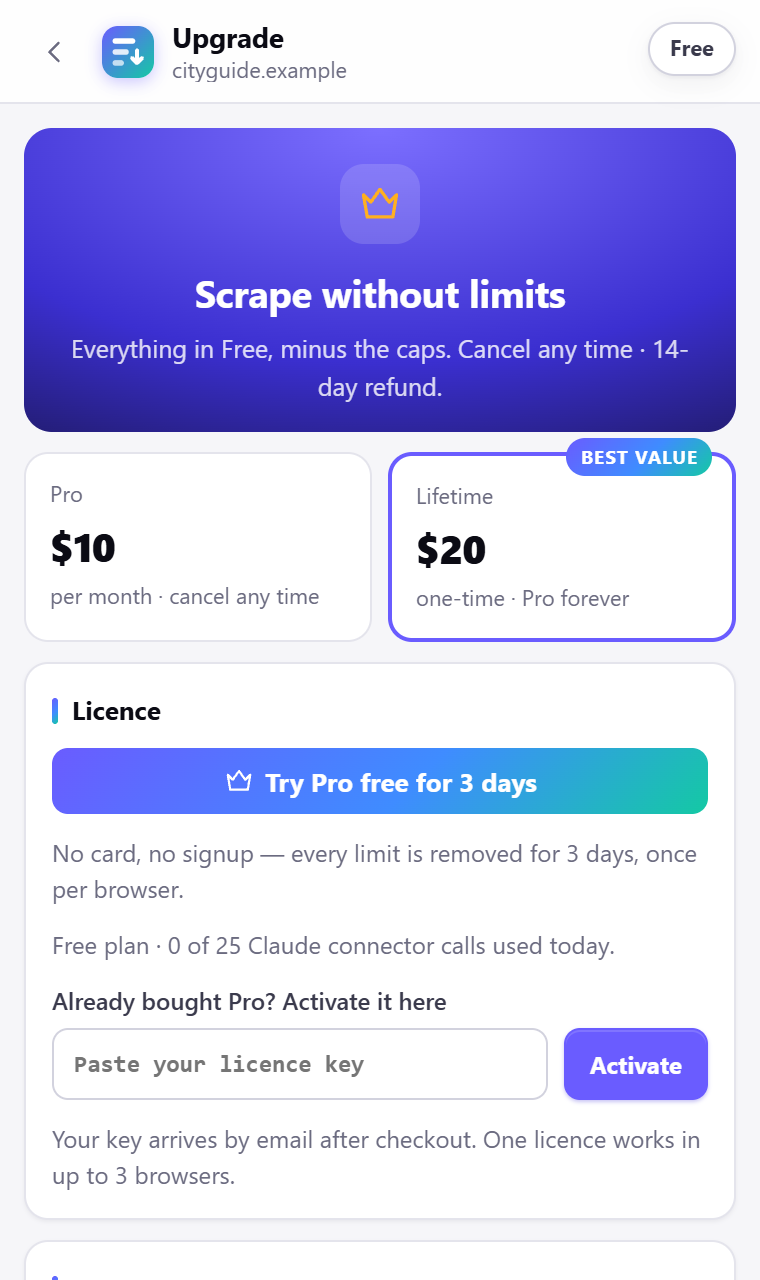 Upgrade
cityguide.example
Free
Scrape without limits
Everything in Free, minus the caps. Cancel any time · 14-
day refund.
Pro
$10
per month · cancel any time
BEST VALUE
Lifetime
$20
one-time · Pro forever
Licence
Try Pro free for 3 days
No card, no signup — every limit is removed for 3 days, once
per browser.
Free plan · 0 of 25 Claude connector calls used today.
Already bought Pro? Activate it here
Paste your licence key
Activate
Your key arrives by email after checkout. One licence works in
up to 3 browsers.